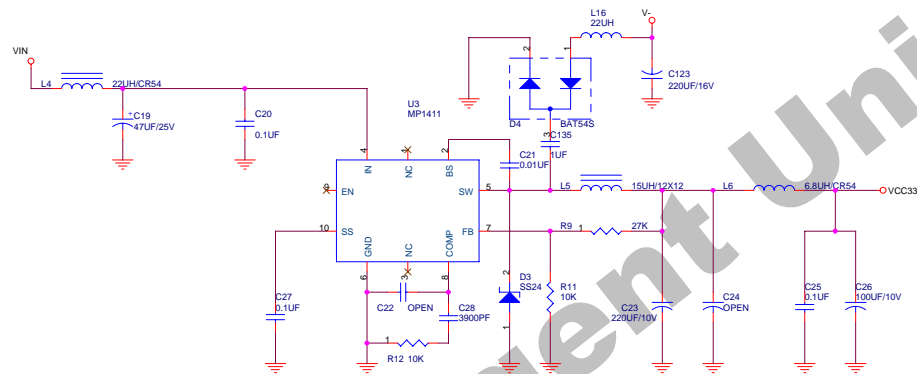 L16
22UH
V-
VIN
2
1
L4
22UH/CR54
C123
220UF/16V
+
C19
47UF/25V
C20
0.1UF
U3
MP1411
D4
BAT54S
3
C135
1UF
4
1
2
C21
0.01UF
IN
NC
BS
9
EN
SW
5
L5
15UH/12X12
L6
6.8UH/CR54
VCC33
10
SS
FB
7
R9
1
27K
GND
NC
COMP
6
3
8
2
D3
SS24
1
R11
10K
C22
OPEN
C28
3900PF
C27
0.1UF
C23
220UF/10V
C24
OPEN
C25
0.1UF
C26
100UF/10V
1
R12 10K
gent Uni